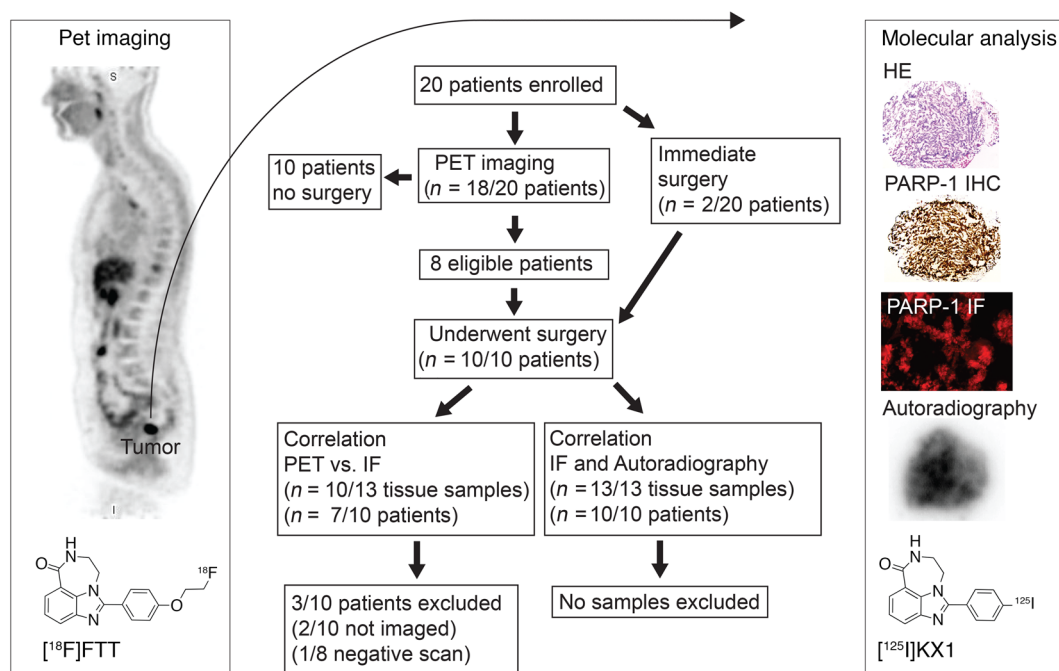 Pet imaging
S
Tumor
I
H
N
O
N
N
O
18F
[18F]FTT
20 patients enrolled
10 patients
no surgery
PET imaging
(n = 18/20 patients)
Immediate
surgery
(n = 2/20 patients)
8 eligible patients
Underwent surgery
(n = 10/10 patients)
Correlation
PET vs. IF
(n = 10/13 tissue samples)
(n = 7/10 patients)
Correlation
IF and Autoradiography
(n = 13/13 tissue samples)
(n = 10/10 patients)
3/10 patients excluded
(2/10 not imaged)
(1/8 negative scan)
No samples excluded
Molecular analysis
HE
PARP-1 IHC
PARP-1 IF
Autoradiography
H
N
O
N
N
125I
[125I]KX1